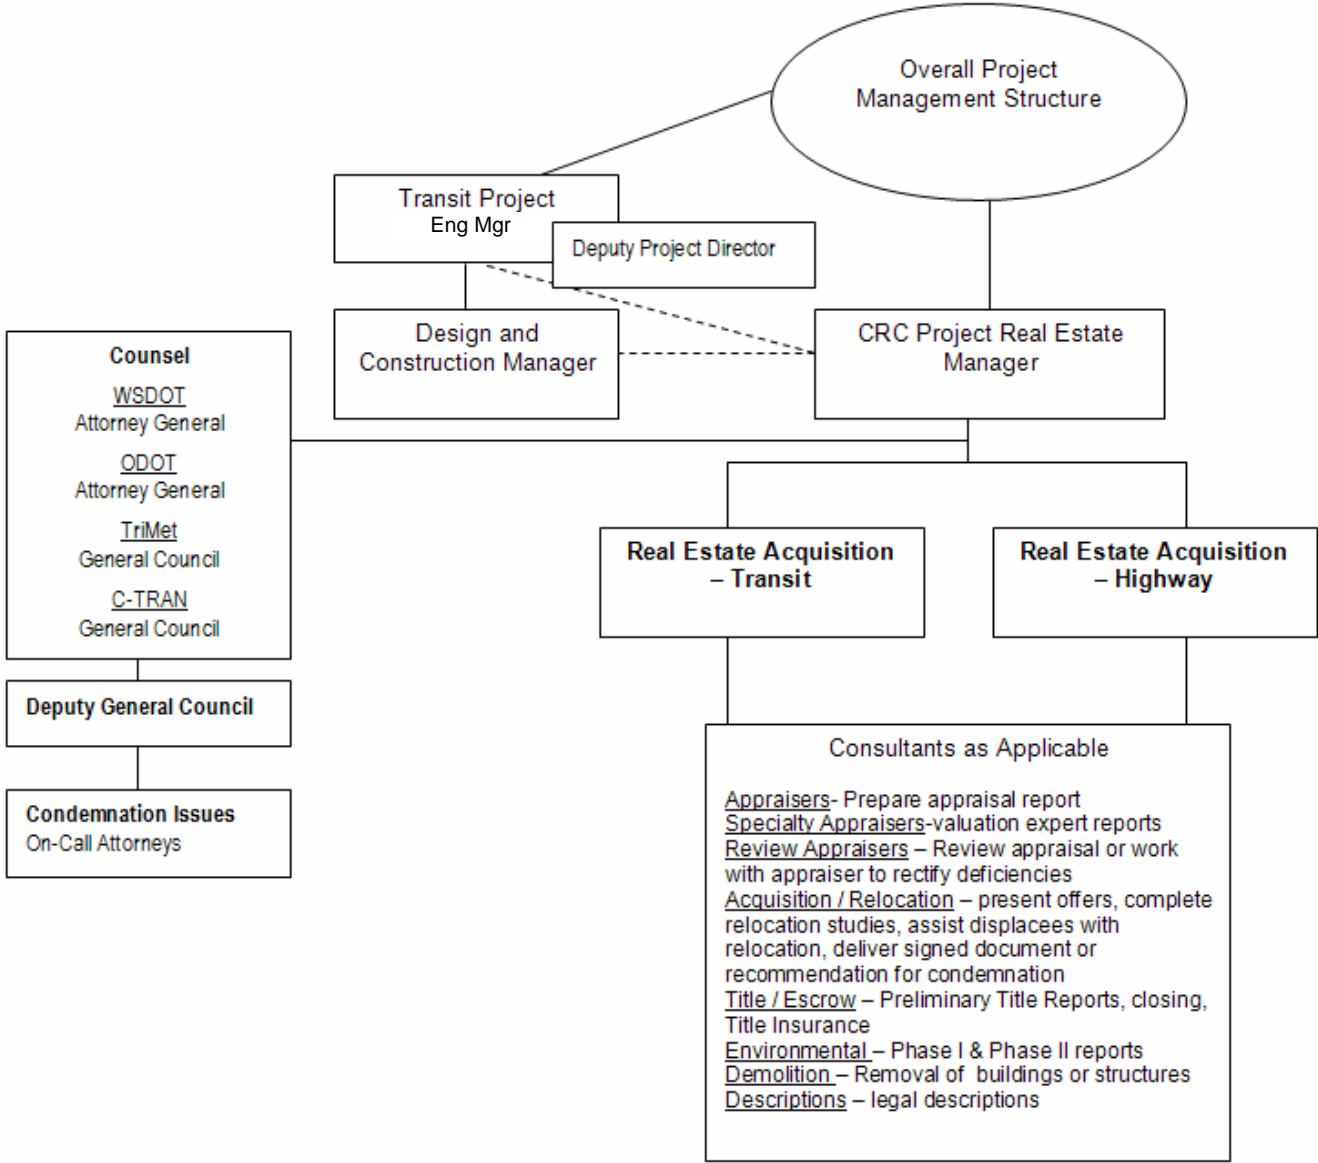 Overall Project
Management Structure
Transit Project
Eng Mgr
Deputy Project Director
Design and
Construction Manager
CRC Project Real Estate
Manager
Counsel
WSDOT
Attorney General
ODOT
Attorney General
TriMet
General Council
C-TRAN
General Council
Deputy General Council
Condemnation Issues
On-Call Attorneys
Real Estate Acquisition
– Transit
Real Estate Acquisition
– Highway
Consultants as Applicable
Appraisers- Prepare appraisal report
Specialty Appraisers-valuation expert reports
Review Appraisers – Review appraisal or work
with appraiser to rectify deficiencies
Acquisition / Relocation – present offers, complete
relocation studies, assist displacees with
relocation, deliver signed document or
recommendation for condemnation
Title / Escrow – Preliminary Title Reports, closing,
Title Insurance
Environmental – Phase I & Phase II reports
Demolition – Removal of  buildings or structures
Descriptions – legal descriptions